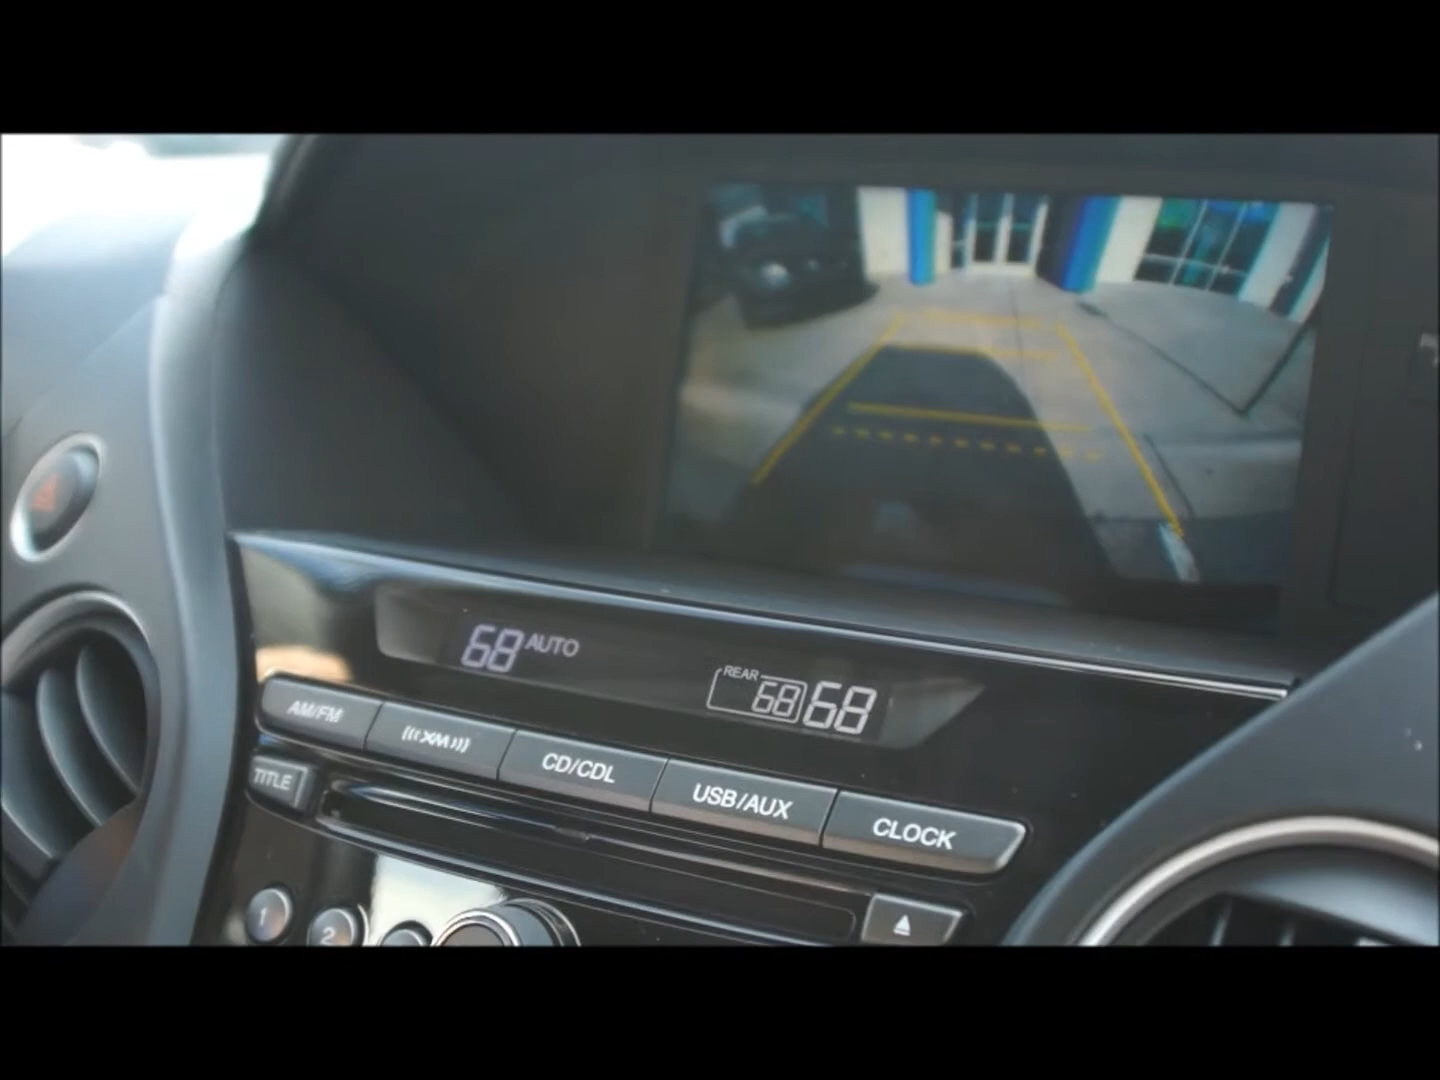 68 AUTO
REAR
68 68
AM/FM
(((XM)))
CD/CDL
USB/AUX
CLOCK
TITLE
1
2